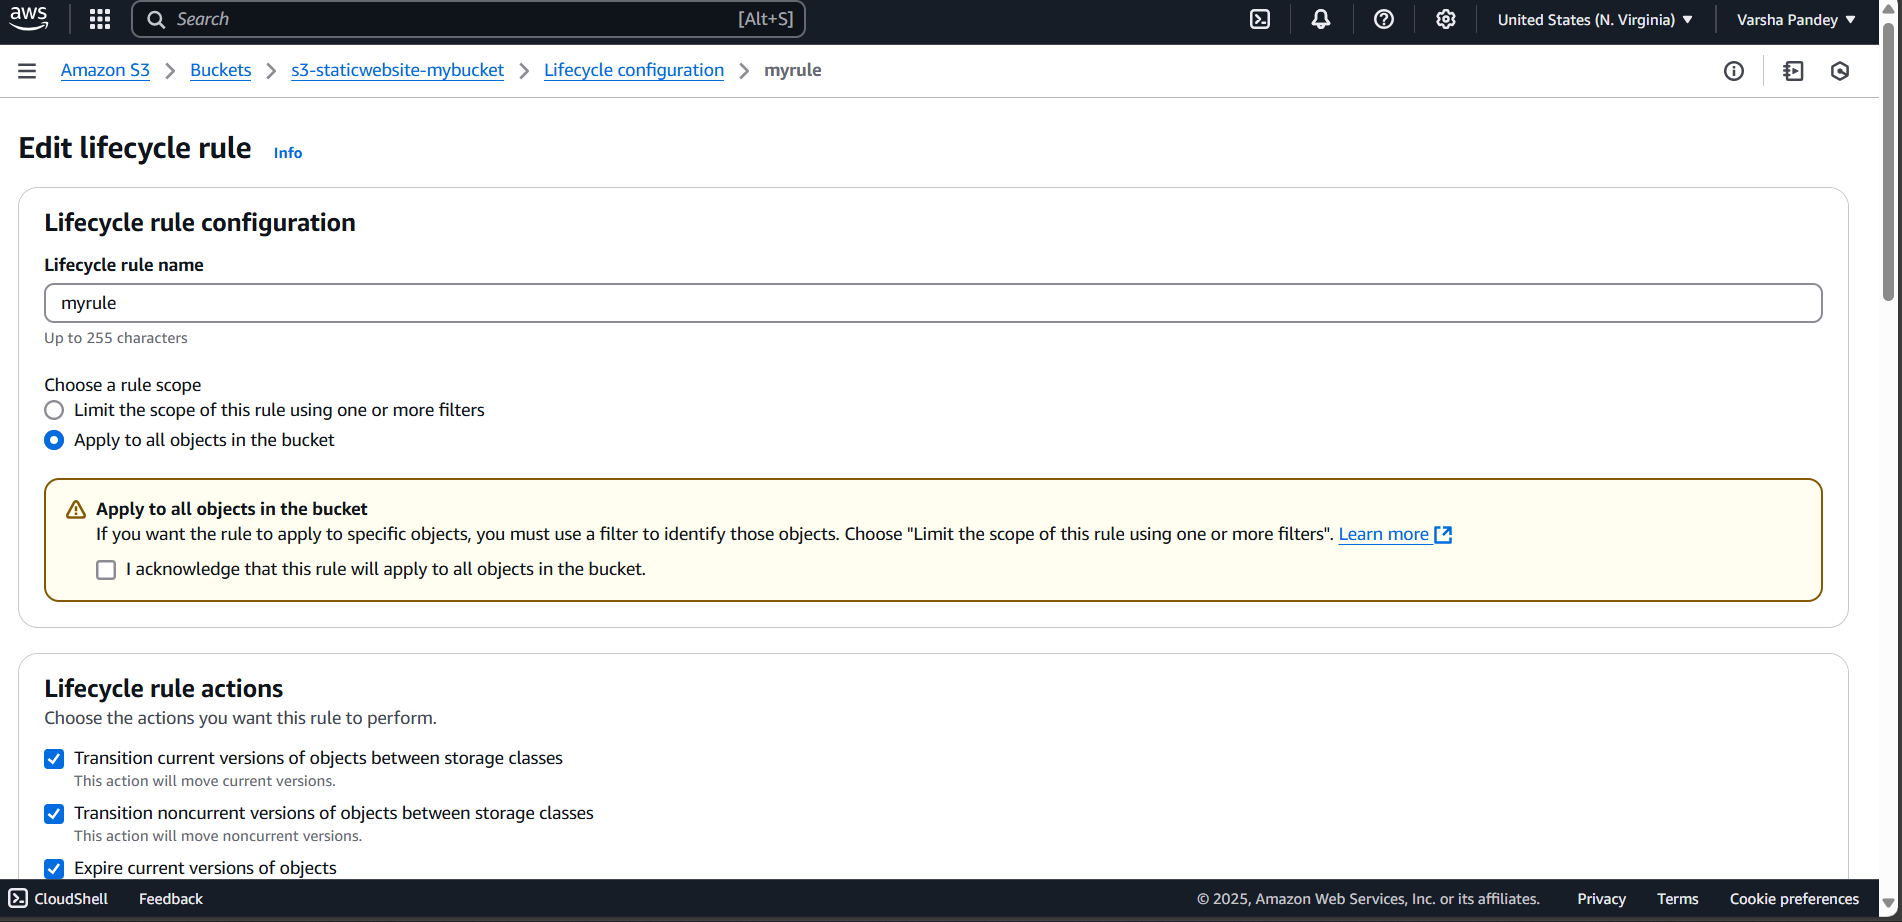 aws Search [Alt+S] United States (N. Virginia) Varsha Pandey
Amazon S3 Buckets s3-staticwebsite-mybucket Lifecycle configuration myrule
Edit lifecycle rule Info
Lifecycle rule configuration
Lifecycle rule name
myrule
Up to 255 characters
Choose a rule scope
Limit the scope of this rule using one or more filters
Apply to all objects in the bucket
Apply to all objects in the bucket
If you want the rule to apply to specific objects, you must use a filter to identify those objects. Choose "Limit the scope of this rule using one or more filters". Learn more
I acknowledge that this rule will apply to all objects in the bucket.
Lifecycle rule actions
Choose the actions you want this rule to perform.
Transition current versions of objects between storage classes
This action will move current versions.
Transition noncurrent versions of objects between storage classes
This action will move noncurrent versions.
Expire current versions of objects
CloudShell Feedback © 2025, Amazon Web Services, Inc. or its affiliates. Privacy Terms Cookie preferences